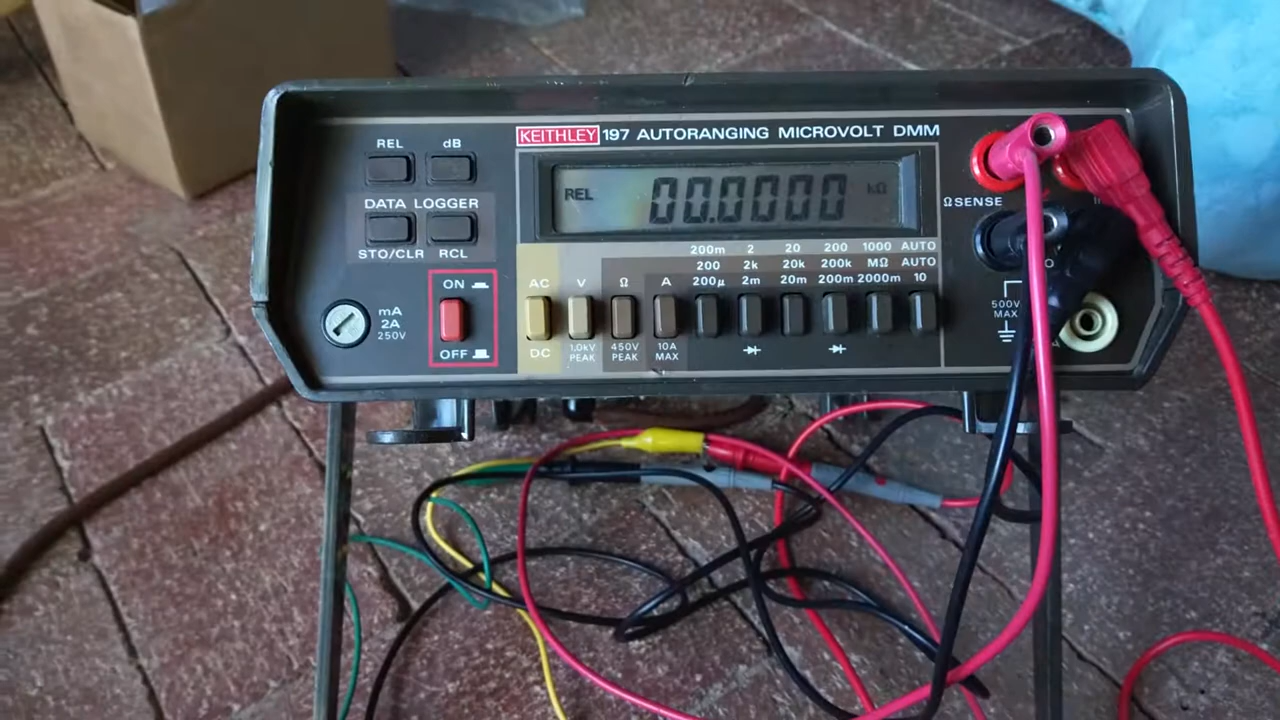 KEITHLEY 197 AUTORANGING MICROVOLT DMM
REL dB
DATA LOGGER
STO/CLR RCL
REL 00.0000 kΩ
ON
OFF
mA
2A
250V
AC V Ω A
DC
1.0kV PEAK
450V PEAK
10A MAX
200m 2 20 200 1000 AUTO
200 2k 20k 200k MΩ AUTO
200µ 2m 20m 200m 2000m 10
ΩSENSE
500V
MAX